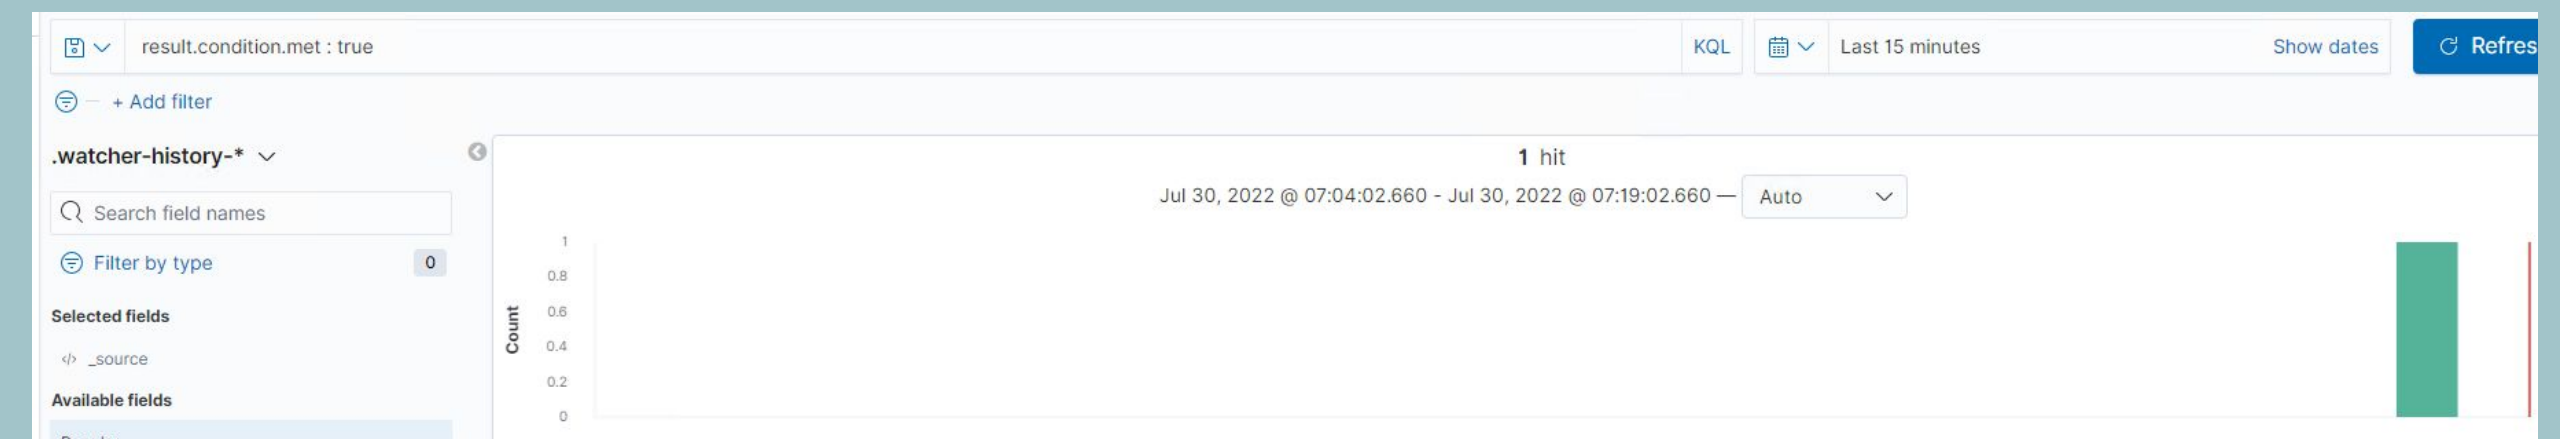 result.condition.met : true
KQL
Last 15 minutes
Show dates
Refres
+ Add filter
.watcher-history-*
1 hit
Jul 30, 2022 @ 07:04:02.660 - Jul 30, 2022 @ 07:19:02.660 —
Auto
Search field names
Filter by type
0
Selected fields
</> _source
Available fields
Count
1
0.8
0.6
0.4
0.2
0